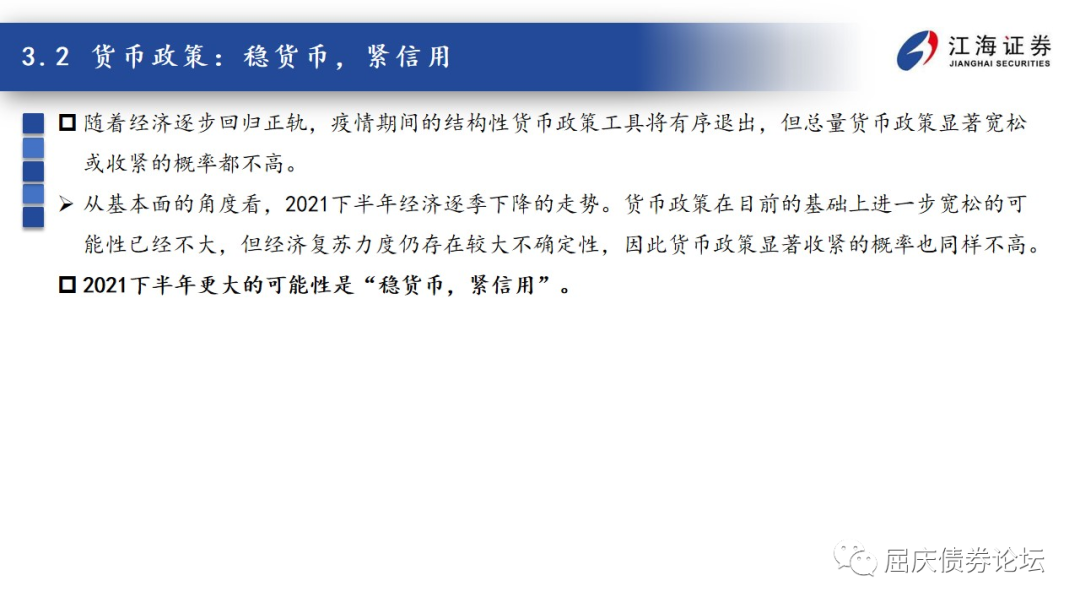 3.2 货币政策：稳货币，紧信用
江海证券
JIANGHAI SECURITIES
随着经济逐步回归正轨，疫情期间的结构性货币政策工具将有序退出，但总量货币政策显著宽松
或收紧的概率都不高。
从基本面的角度看，2021下半年经济逐季下降的走势。货币政策在目前的基础上进一步宽松的可
能性已经不大，但经济复苏力度仍存在较大不确定性，因此货币政策显著收紧的概率也同样不高。
2021下半年更大的可能性是“稳货币，紧信用”。
屈庆债券论坛